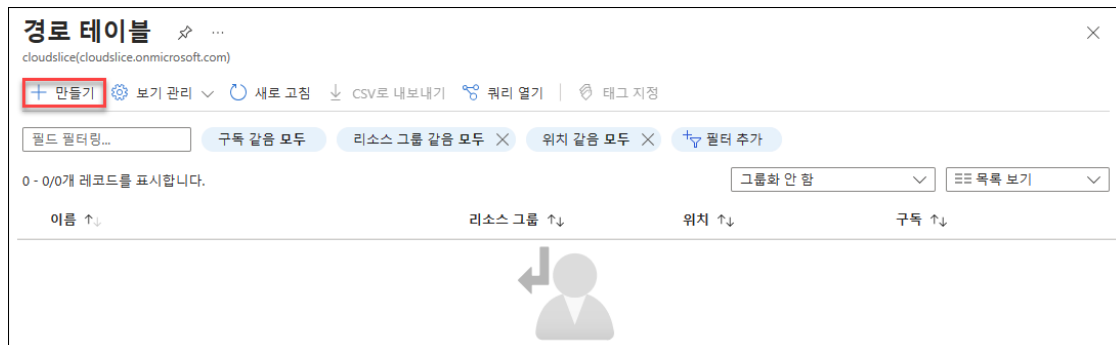 경로 테이블
cloudslice(cloudslice.onmicrosoft.com)
만들기 보기 관리 새로 고침 CSV로 내보내기 쿼리 열기 태그 지정
필드 필터링... 구독 같음 모두 리소스 그룹 같음 모두 위치 같음 모두 필터 추가
0 - 0/0개 레코드를 표시합니다. 그룹화 안 함 목록 보기
이름 리소스 그룹 위치 구독